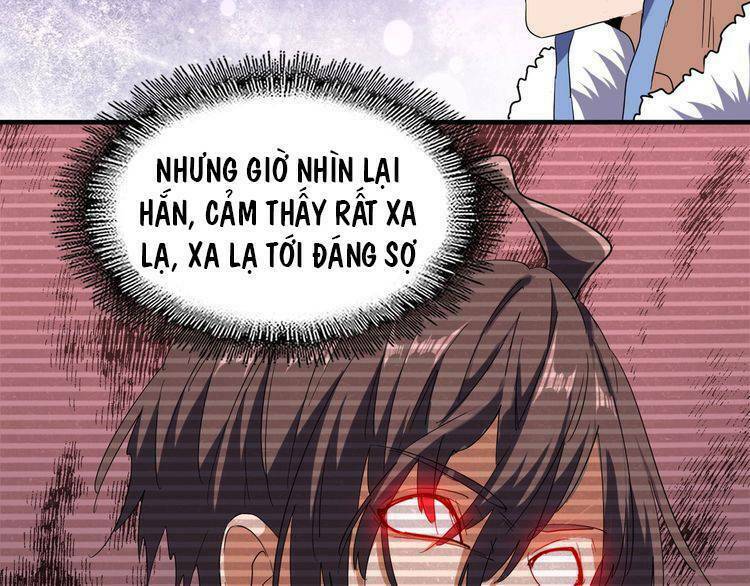 NHƯNG GIỜ NHÌN LẠI
HẮN, CẢM THẤY RẤT XA
LẠ, XA LẠ TỚI ĐÁNG SỢ